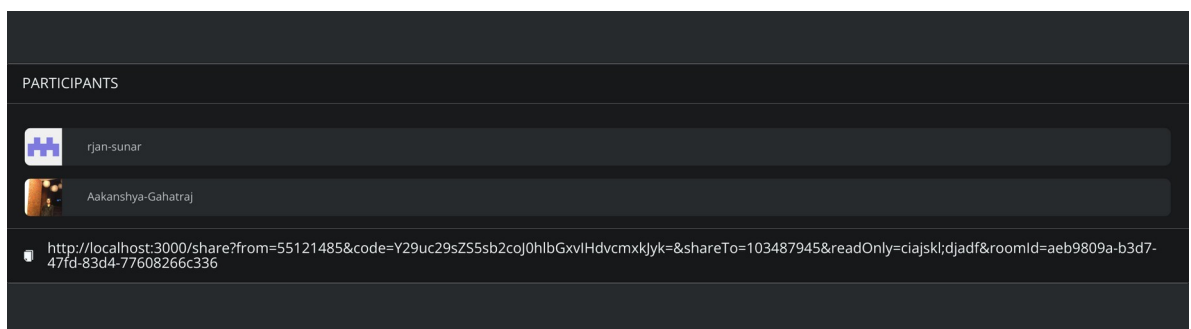 PARTICIPANTS
rjan-sunar
Aakanshya-Gahatraj
http://localhost:3000/share?from=55121485&code=Y29uc29sZS5sb2coJ0hlbGxvIHdvcmxkJyk=&shareTo=103487945&readOnly=ciajskl;djadf&roomId=aeb9809a-b3d7-
47fd-83d4-77608266c336